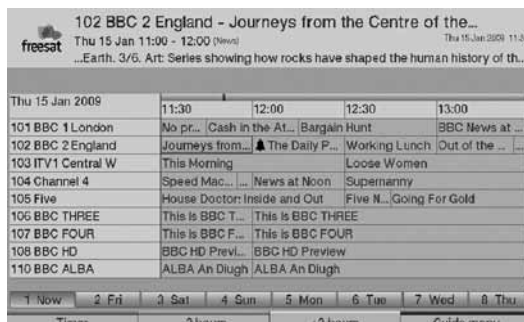 freesat
102 BBC 2 England - Journeys from the Centre of the...
Thu 15 Jan 11:00 - 12:00 (News)
Thu 15 Jan 2009 11:
...Earth. 3/6. Art: Series showing how rocks have shaped the human history of th..
Thu 15 Jan 2009 11:30 12:00 12:30 13:00
101 BBC 1 London No pr... Cash in the At... Bargain Hunt BBC News at ...
102 BBC 2 England Journeys from... The Daily P... Working Lunch Out of the ...
103 ITV1 Central W This Morning Loose Women
104 Channel 4 Speed Mac... ... News at Noon Supernanny
105 Five House Doctor: Inside and Out Five N... Going For Gold
106 BBC THREE This is BBC T... This is BBC THREE
107 BBC FOUR This is BBC F... This is BBC FOUR
108 BBC HD BBC HD Previ... BBC HD Preview
110 BBC ALBA ALBA An Diugh ALBA An Diugh
1 Now 2 Fri 3 Sat 4 Sun 5 Mon 6 Tue 7 Wed 8 Thu